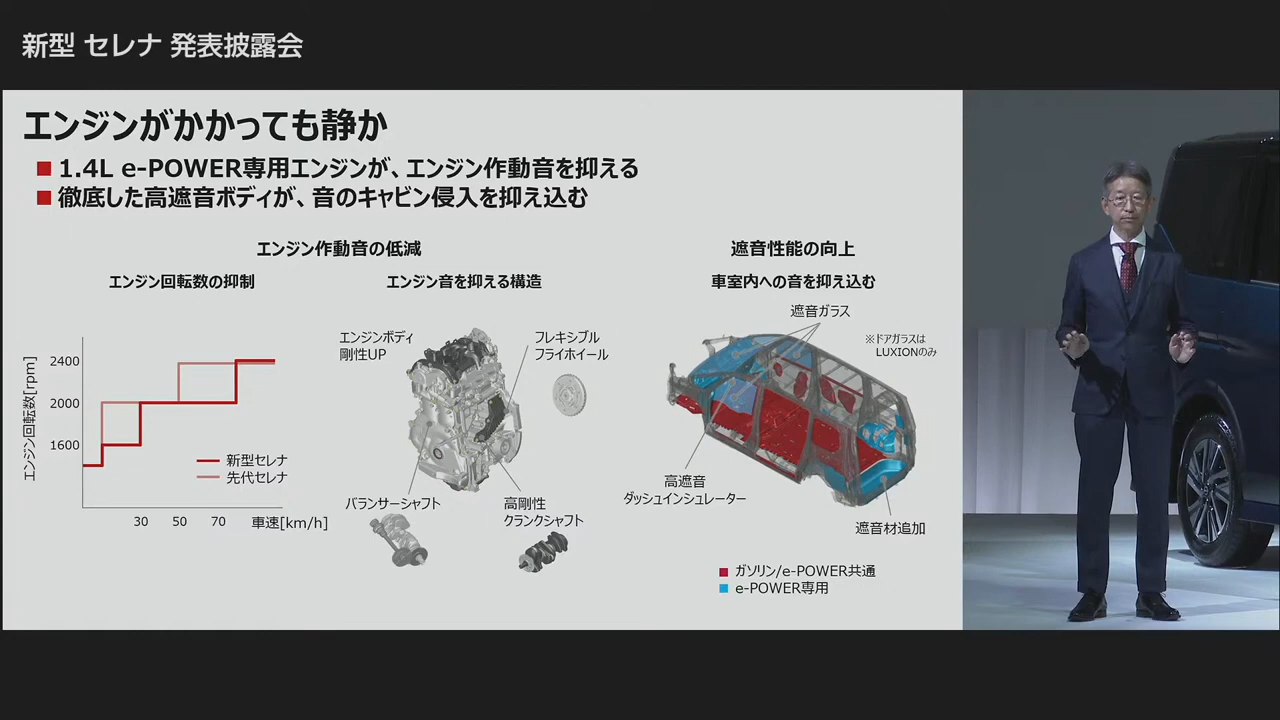 新型 セレナ 発表披露会
エンジンがかかっても静か
1.4L e-POWER専用エンジンが、エンジン作動音を抑える
徹底した高遮音ボディが、音のキャビン侵入を抑え込む
エンジン作動音の低減
エンジン回転数の抑制
エンジン回転数[rpm]
2400
2000
1600
新型セレナ
先代セレナ
30 50 70 車速[km/h]
エンジン音を抑える構造
エンジンボディ
剛性UP
フレキシブル
フライホイール
バランサーシャフト
高剛性
クランクシャフト
遮音性能の向上
車室内への音を抑え込む
遮音ガラス
※ドアガラスは
LUXIONのみ
高遮音
ダッシュインシュレーター
遮音材追加
ガソリン/e-POWER共通
e-POWER専用